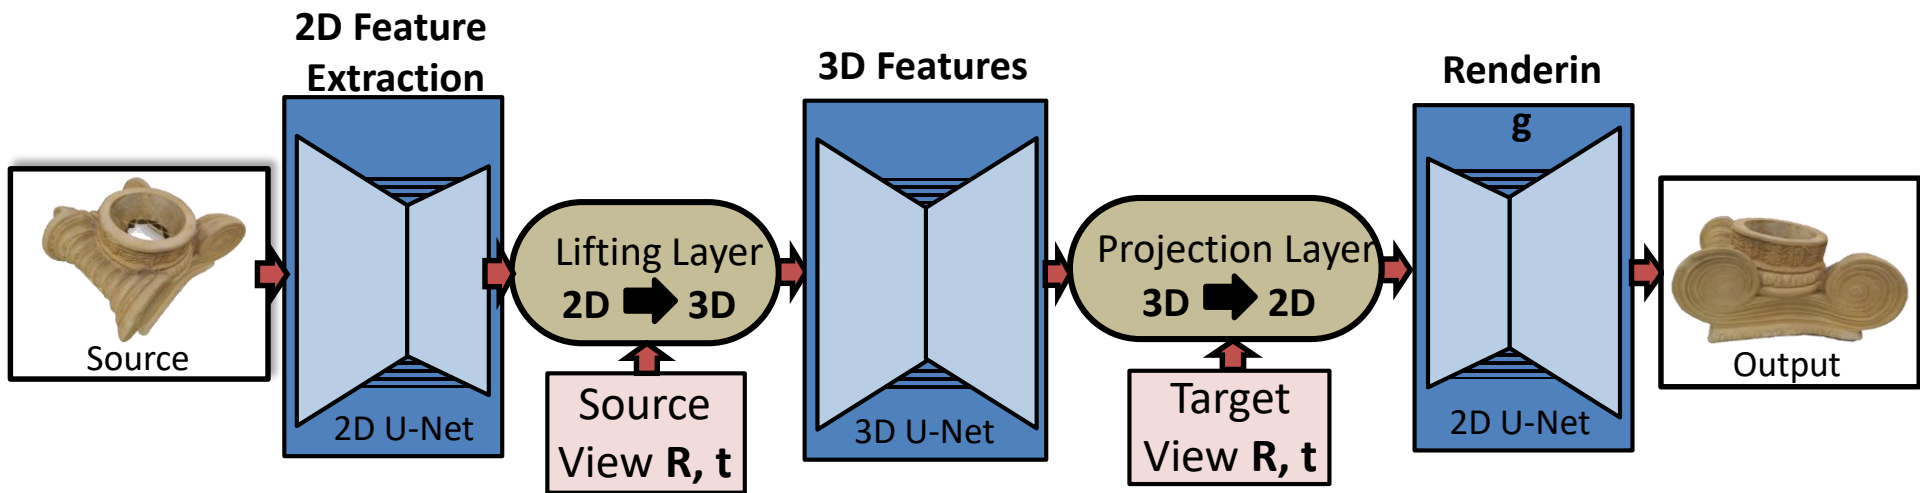 2D Feature
Extraction
2D U-Net
Source
Lifting Layer
2D 3D
Source
View R, t
3D Features
3D U-Net
Projection Layer
3D 2D
Target
View R, t
Renderin
g
2D U-Net
Output